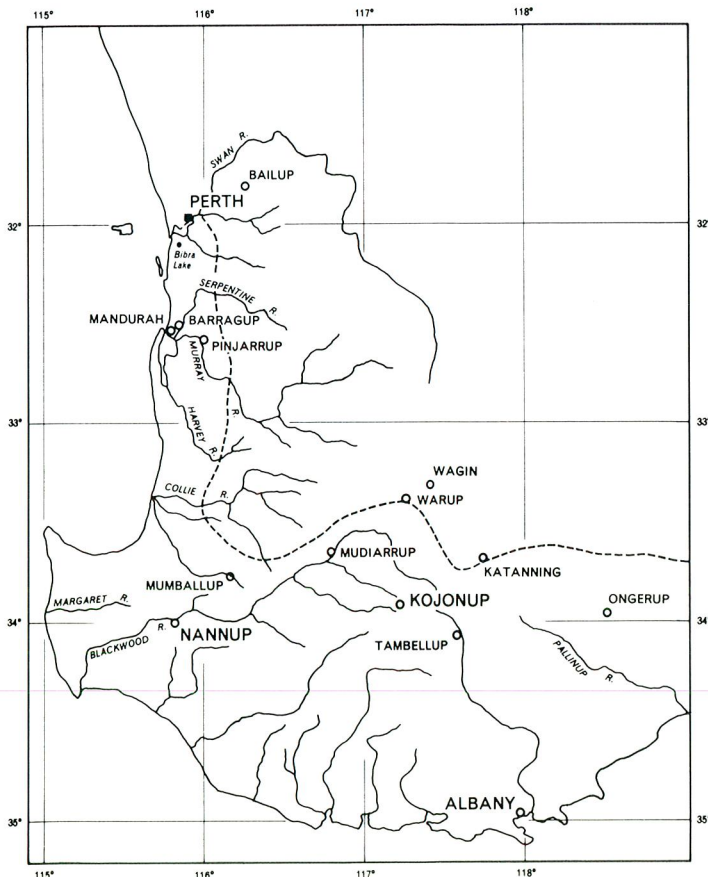 115°
116°
117°
118°
SWAN R.
BAILUP
PERTH
32°
32°
Bibra
Lake
SERPENTINE R.
MANDURAH
BARRAGUP
PINJARRUP
MURRAY R.
HARVEY R.
33°
33°
WAGIN
WARUP
COLLIE R.
MUDIARRUP
KATANNING
MUMBALLUP
MARGARET R.
KOJONUP
ONGERUP
34°
34°
BLACKWOOD R.
NANNUP
TAMBELLUP
PALLINUP R.
ALBANY
35°
35°
115°
116°
117°
118°